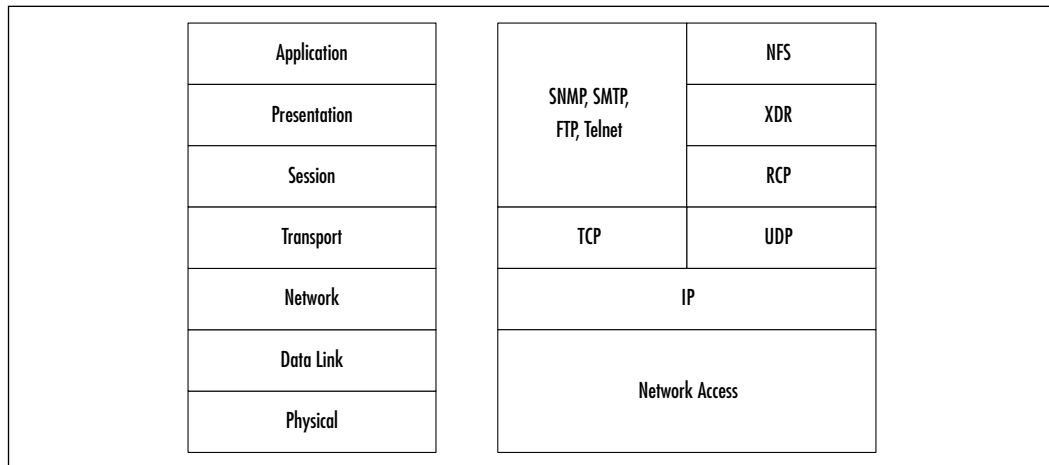 Application
Presentation
Session
Transport
Network
Data Link
Physical
SNMP, SMTP,
FTP, Telnet
NFS
XDR
RCP
TCP
UDP
IP
Network Access